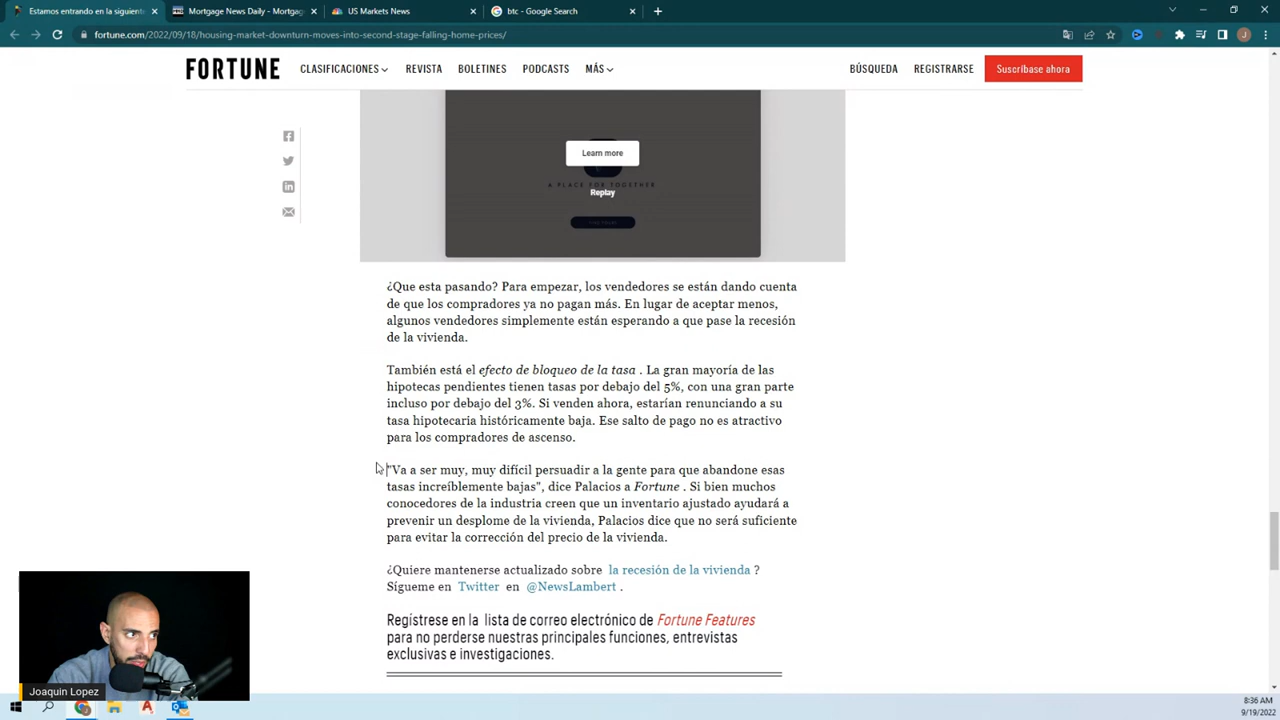 Estamos entrando en la siguiente
Mortgage News Daily - Mortgag
US Markets News
btc - Google Search
fortune.com/2022/09/18/housing-market-downturn-moves-into-second-stage-falling-home-prices/
FORTUNE
CLASIFICACIONES
REVISTA
BOLETINES
PODCASTS
MÁS
BÚSQUEDA
REGISTRARSE
Suscríbase ahora
Learn more
A PLACE FOR TOGETHER
Replay
¿Que esta pasando? Para empezar, los vendedores se están dando cuenta
de que los compradores ya no pagan más. En lugar de aceptar menos,
algunos vendedores simplemente están esperando a que pase la recesión
de la vivienda.
También está el efecto de bloqueo de la tasa . La gran mayoría de las
hipotecas pendientes tienen tasas por debajo del 5%, con una gran parte
incluso por debajo del 3%. Si venden ahora, estarían renunciando a su
tasa hipotecaria históricamente baja. Ese salto de pago no es atractivo
para los compradores de ascenso.
"Va a ser muy, muy difícil persuadir a la gente para que abandone esas
tasas increíblemente bajas", dice Palacios a Fortune . Si bien muchos
conocedores de la industria creen que un inventario ajustado ayudará a
prevenir un desplome de la vivienda, Palacios dice que no será suficiente
para evitar la corrección del precio de la vivienda.
¿Quiere mantenerse actualizado sobre la recesión de la vivienda ?
Sígueme en Twitter en @NewsLambert .
Regístrese en la lista de correo electrónico de Fortune Features
para no perderse nuestras principales funciones, entrevistas
exclusivas e investigaciones.
Joaquin Lopez
8:36 AM
9/19/2022